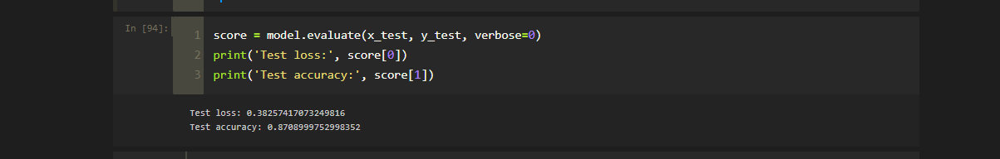 In [94]:
1 score = model.evaluate(x_test, y_test, verbose=0)
2 print('Test loss:', score[0])
3 print('Test accuracy:', score[1])
Test loss: 0.38257417073249816
Test accuracy: 0.8708999752998352